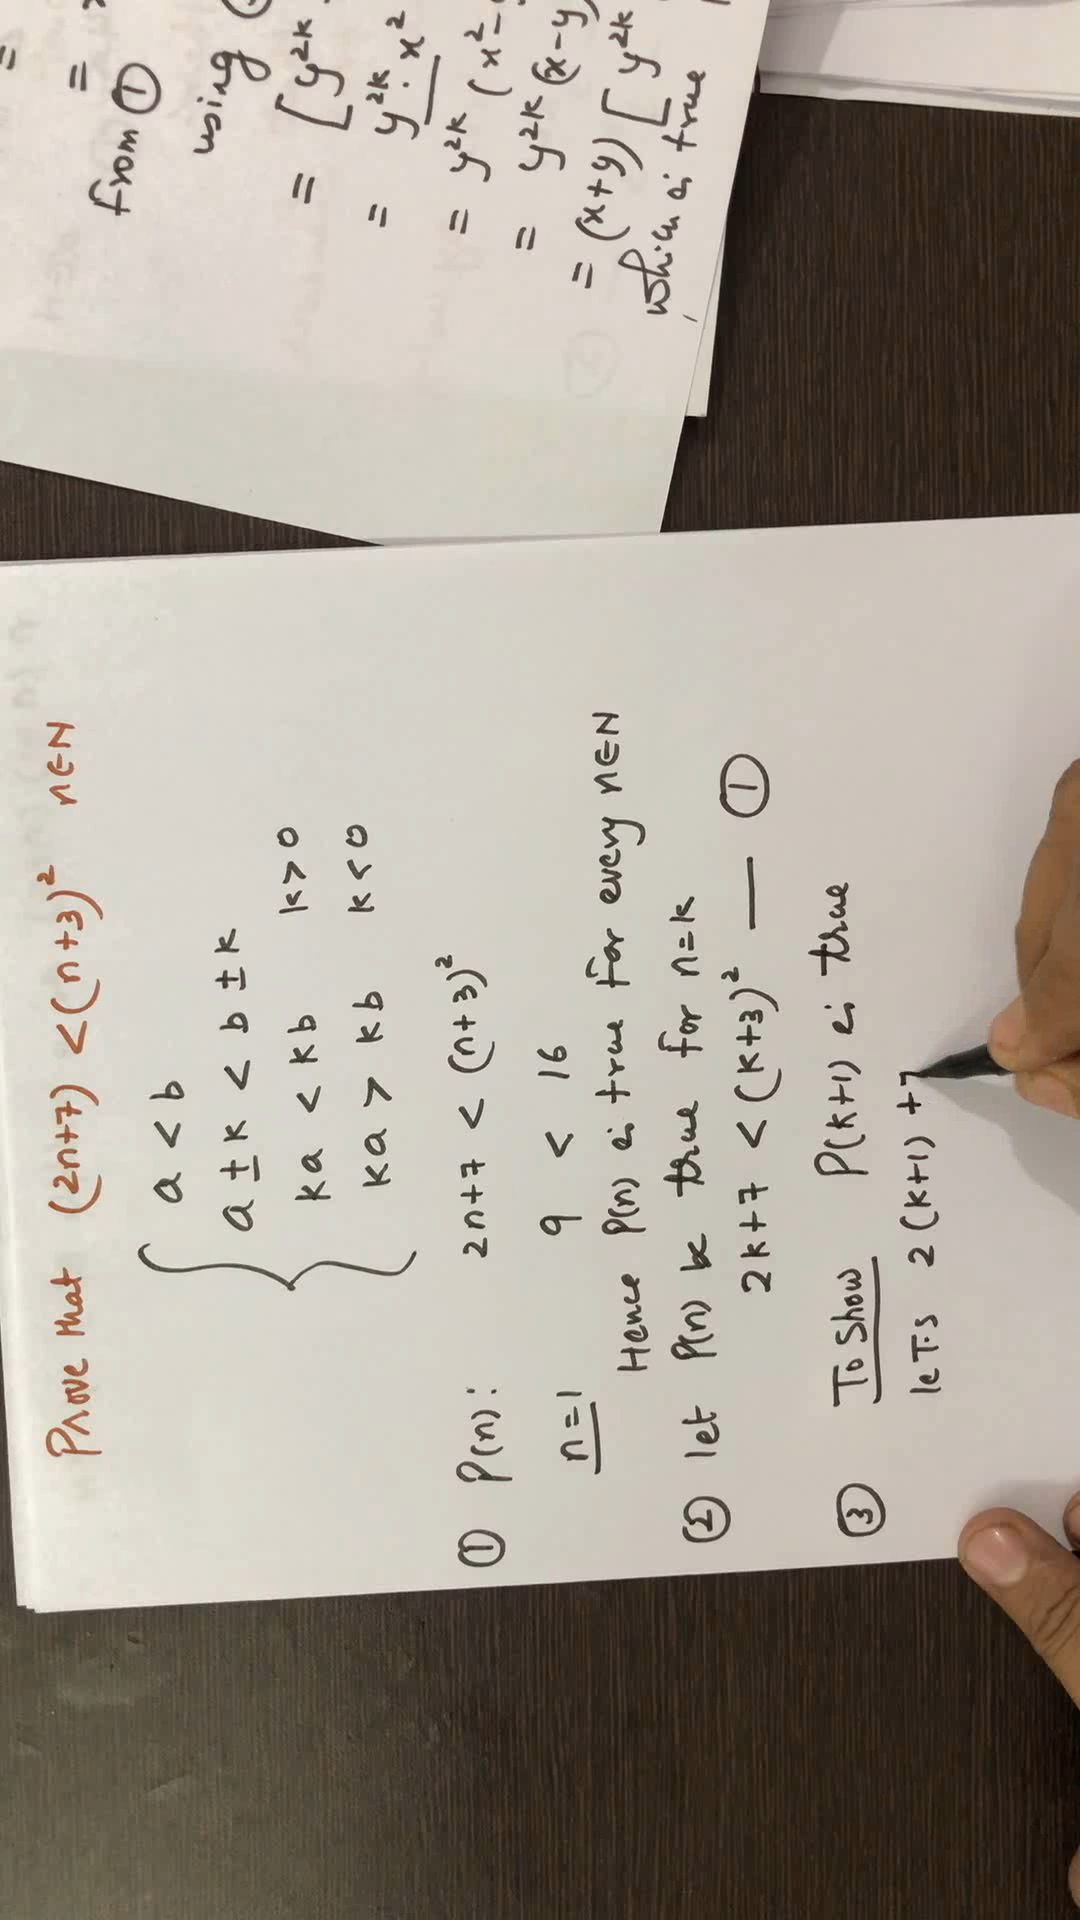 Prove that (2n+7) < (n+3)² n∈N
a < b
a ± k < b ± k
ka < kb k>0
ka > kb k<0
① P(n): 2n+7 < (n+3)²
n=1 9 < 16
Hence P(n) is true for every n∈N
② let P(n) be true for n=k
2k+7 < (k+3)² — ①
③ To Show P(k+1) is true
ie T.S 2(k+1)+7
=
=
from ①
using
= [y²ᵏ
= y²ᵏ·x²
= y²ᵏ(x²-
= y²ᵏ(x-y)
= (x+y)[y²ᵏ
which is true